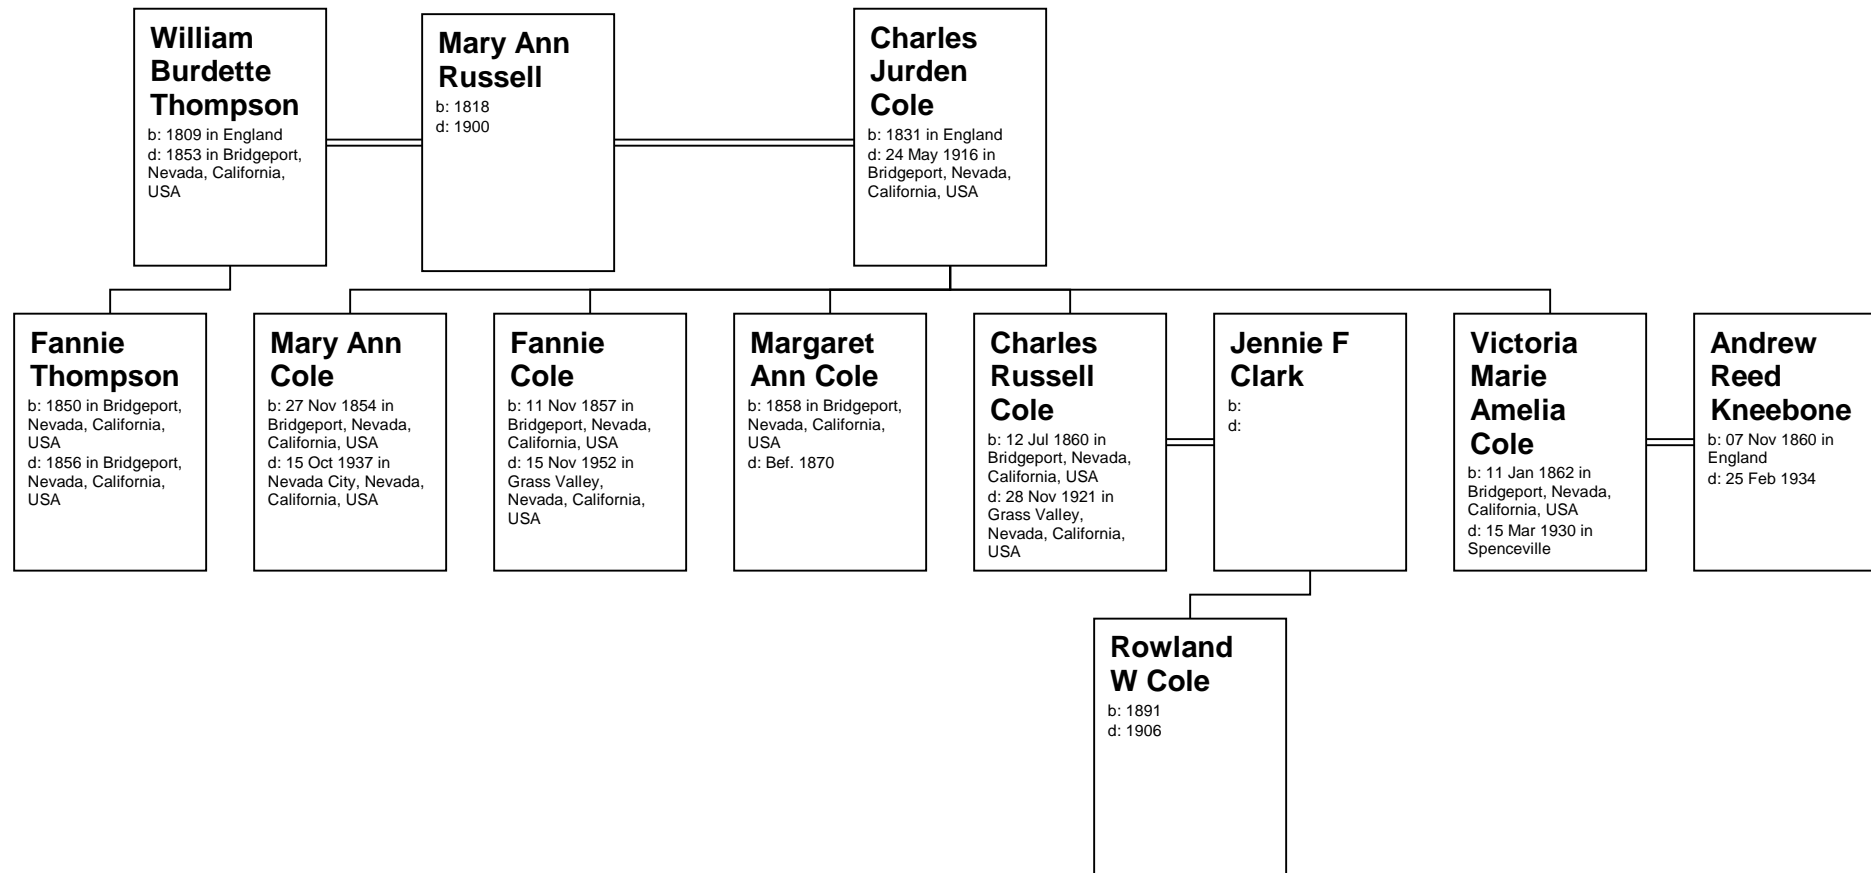 William
Burdette
Thompson
b: 1809 in England
d: 1853 in Bridgeport,
Nevada, California,
USA
Mary Ann
Russell
b: 1818
d: 1900
Charles
Jurden
Cole
b: 1831 in England
d: 24 May 1916 in
Bridgeport, Nevada,
California, USA
Fannie
Thompson
b: 1850 in Bridgeport,
Nevada, California,
USA
d: 1856 in Bridgeport,
Nevada, California,
USA
Mary Ann
Cole
b: 27 Nov 1854 in
Bridgeport, Nevada,
California, USA
d: 15 Oct 1937 in
Nevada City, Nevada,
California, USA
Fannie
Cole
b: 11 Nov 1857 in
Bridgeport, Nevada,
California, USA
d: 15 Nov 1952 in
Grass Valley,
Nevada, California,
USA
Margaret
Ann Cole
b: 1858 in Bridgeport,
Nevada, California,
USA
d: Bef. 1870
Charles
Russell
Cole
b: 12 Jul 1860 in
Bridgeport, Nevada,
California, USA
d: 28 Nov 1921 in
Grass Valley,
Nevada, California,
USA
Jennie F
Clark
b:
d:
Victoria
Marie
Amelia
Cole
b: 11 Jan 1862 in
Bridgeport, Nevada,
California, USA
d: 15 Mar 1930 in
Spenceville
Andrew
Reed
Kneebone
b: 07 Nov 1860 in
England
d: 25 Feb 1934
Rowland
W Cole
b: 1891
d: 1906